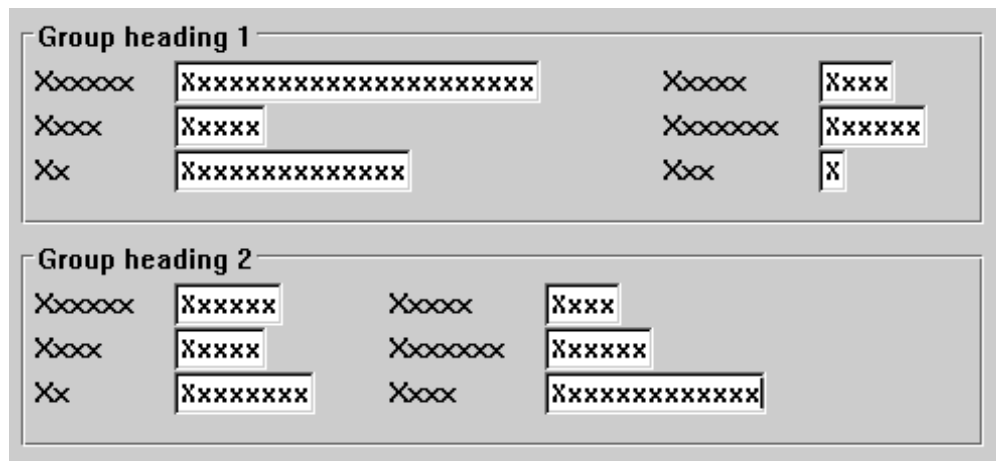 Group heading 1
Xxxxxx Xxxxxxxxxxxxxxxxxxxxxx Xxxxx Xxxx
Xxxx Xxxxx Xxxxxxx Xxxxxx
Xx Xxxxxxxxxxxxxx Xxx X
Group heading 2
Xxxxxx Xxxxxx Xxxxx Xxxx
Xxxx Xxxxx Xxxxxxx Xxxxxx
Xx Xxxxxxxx Xxxx Xxxxxxxxxxxxx